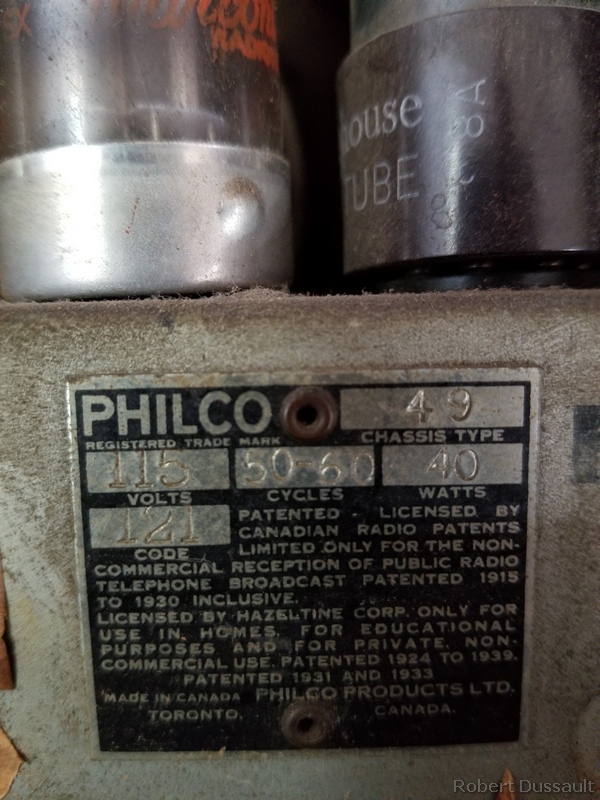 RADIO
ouse
TUBE
PHILCO
49
REGISTERED TRADE MARK
CHASSIS TYPE
115
50-60
40
VOLTS
CYCLES
WATTS
121
CODE
PATENTED - LICENSED BY
CANADIAN RADIO PATENTS
LIMITED ONLY FOR THE NON-
COMMERCIAL RECEPTION OF PUBLIC RADIO
TELEPHONE BROADCAST PATENTED 1915
TO 1930 INCLUSIVE.
LICENSED BY HAZELTINE CORP. ONLY FOR
USE IN, HOMES, FOR EDUCATIONAL
PURPOSES AND FOR PRIVATE, NON-
COMMERCIAL USE. PATENTED 1924 TO 1939.
PATENTED 1931 AND 1933
MADE IN CANADA PHILCO PRODUCTS LTD.
TORONTO, CANADA.
Robert Dussault